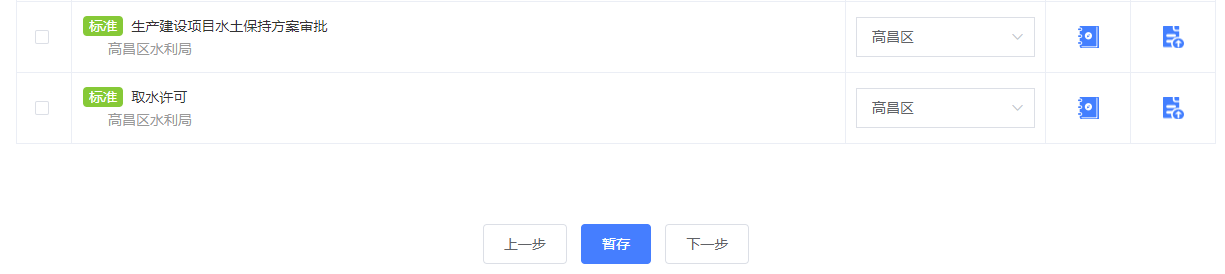 标准 生产建设项目水土保持方案审批
高昌区水利局
高昌区
标准 取水许可
高昌区水利局
高昌区
上一步 暂存 下一步